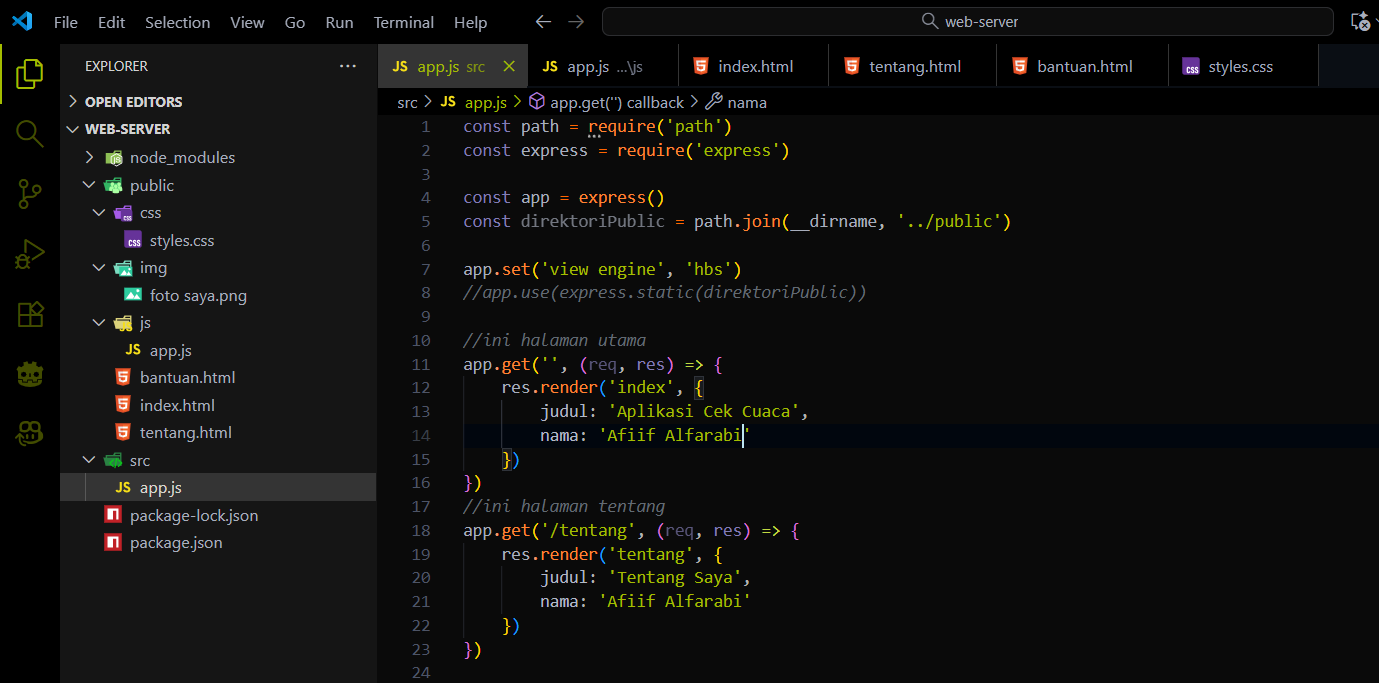 File Edit Selection View Go Run Terminal Help
web-server
EXPLORER
OPEN EDITORS
WEB-SERVER
node_modules
public
css
styles.css
img
foto saya.png
js
JS app.js
bantuan.html
index.html
tentang.html
src
JS app.js
package-lock.json
package.json
JS app.js src
JS app.js ...\js
index.html
tentang.html
bantuan.html
styles.css
src > JS app.js > app.get('') callback > nama
1 const path = require('path')
2 const express = require('express')
3
4 const app = express()
5 const direktoriPublic = path.join(__dirname, '../public')
6
7 app.set('view engine', 'hbs')
8 //app.use(express.static(direktoriPublic))
9
10 //ini halaman utama
11 app.get('', (req, res) => {
12 res.render('index', {
13 judul: 'Aplikasi Cek Cuaca',
14 nama: 'Afiif Alfarabi'
15 })
16 })
17 //ini halaman tentang
18 app.get('/tentang', (req, res) => {
19 res.render('tentang', {
20 judul: 'Tentang Saya',
21 nama: 'Afiif Alfarabi'
22 })
23 })
24